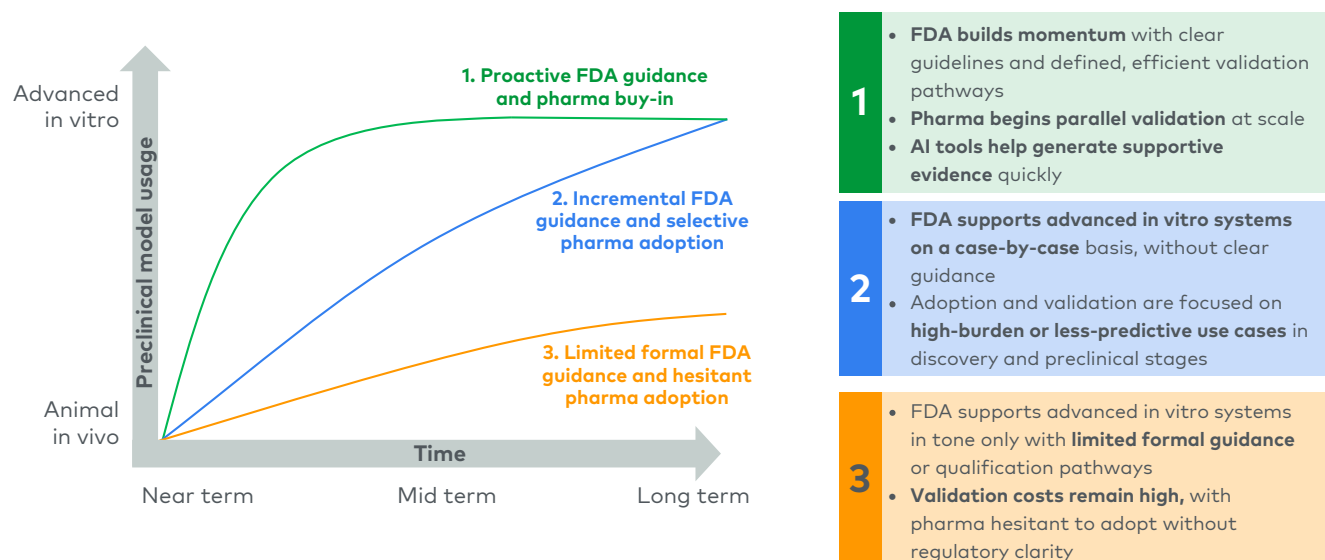 Advanced
in vitro
Preclinical model usage
Animal
in vivo
1. Proactive FDA guidance
and pharma buy-in
2. Incremental FDA
guidance and selective
pharma adoption
3. Limited formal FDA
guidance and hesitant
pharma adoption
Time
Near term
Mid term
Long term
1
• FDA builds momentum with clear
guidelines and defined, efficient validation
pathways
• Pharma begins parallel validation at scale
• AI tools help generate supportive
evidence quickly
2
• FDA supports advanced in vitro systems
on a case-by-case basis, without clear
guidance
• Adoption and validation are focused on
high-burden or less-predictive use cases in
discovery and preclinical stages
3
• FDA supports advanced in vitro systems
in tone only with limited formal guidance
or qualification pathways
• Validation costs remain high, with
pharma hesitant to adopt without
regulatory clarity